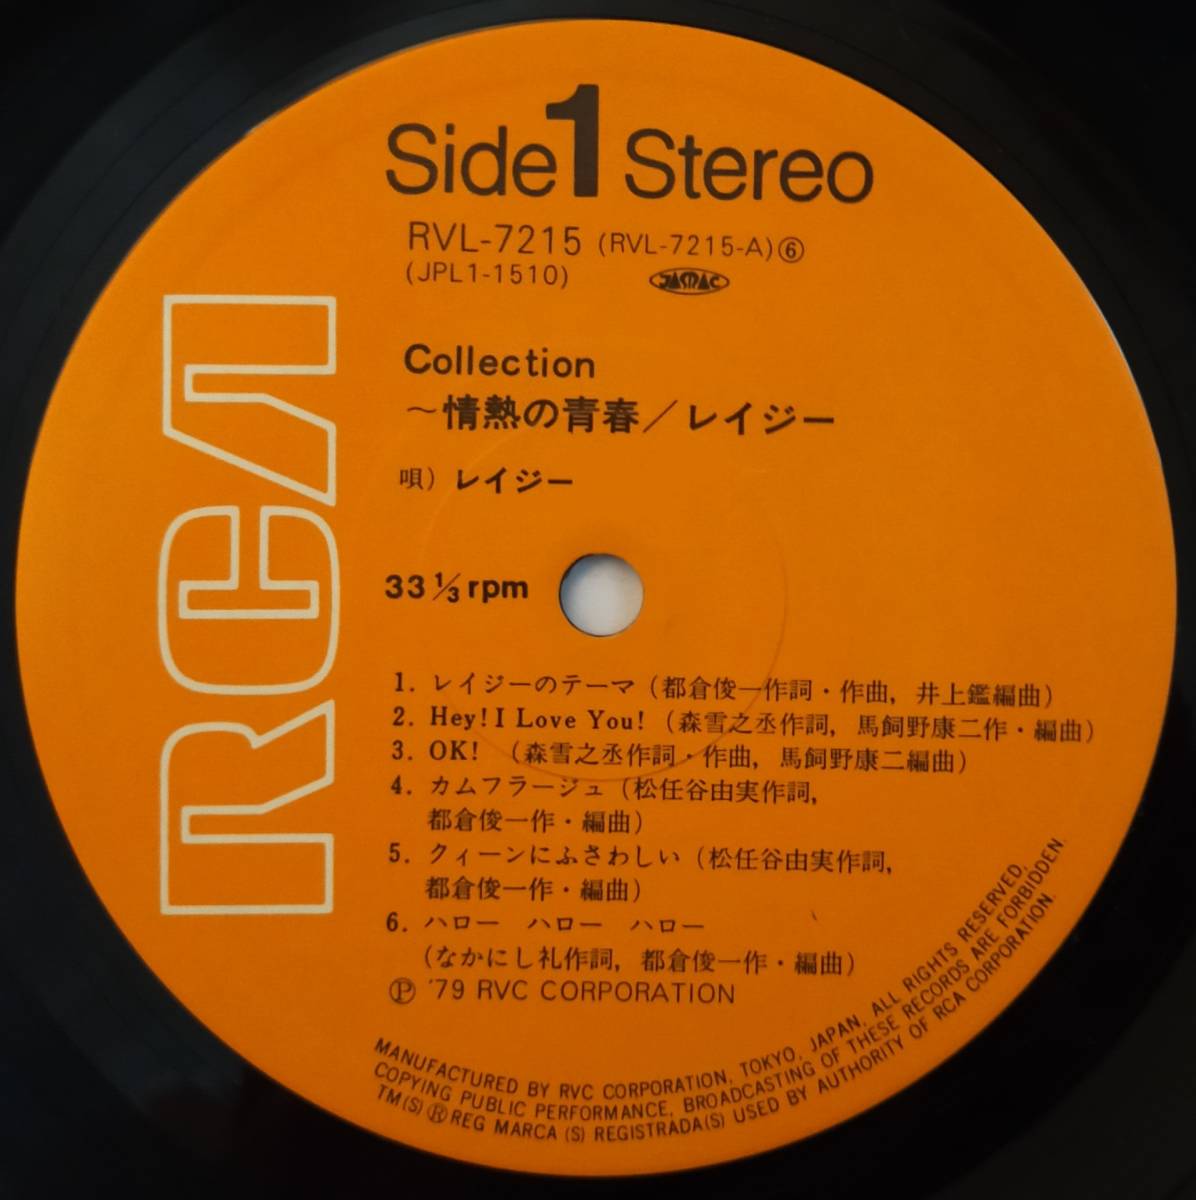 Side 1 Stereo
RVL-7215 (RVL-7215-A)⑥
(JPL1-1510)
JASRAC
Collection
〜情熱の青春／レイジー
唄) レイジー
RCA
33 1/3 rpm
1. レイジーのテーマ (都倉俊一作詞・作曲, 井上鑑編曲)
2. Hey! I Love You! (森雪之丞作詞, 馬飼野康二作・編曲)
3. OK! (森雪之丞作詞・作曲, 馬飼野康二編曲)
4. カムフラージュ (松任谷由実作詞,
都倉俊一作・編曲)
5. クィーンにふさわしい (松任谷由実作詞,
都倉俊一作・編曲)
6. ハロー ハロー ハロー
(なかにし礼作詞, 都倉俊一作・編曲)
Ⓟ '79 RVC CORPORATION
MANUFACTURED BY RVC CORPORATION, TOKYO, JAPAN, ALL RIGHTS RESERVED,
COPYING PUBLIC PERFORMANCE, BROADCASTING OF THESE RECORDS ARE FORBIDDEN.
TM(S) ® REG MARCA (S) REGISTRADA(S) USED BY AUTHORITY OF RCA CORPORATION.